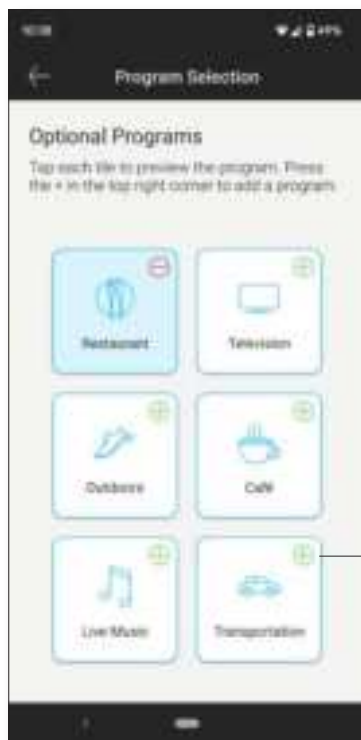 Program Selection
Optional Programs
Tap each tile to preview the program. Press
the + in the top right corner to add a program.
Restaurant
Television
Outdoors
Café
Live Music
Transportation